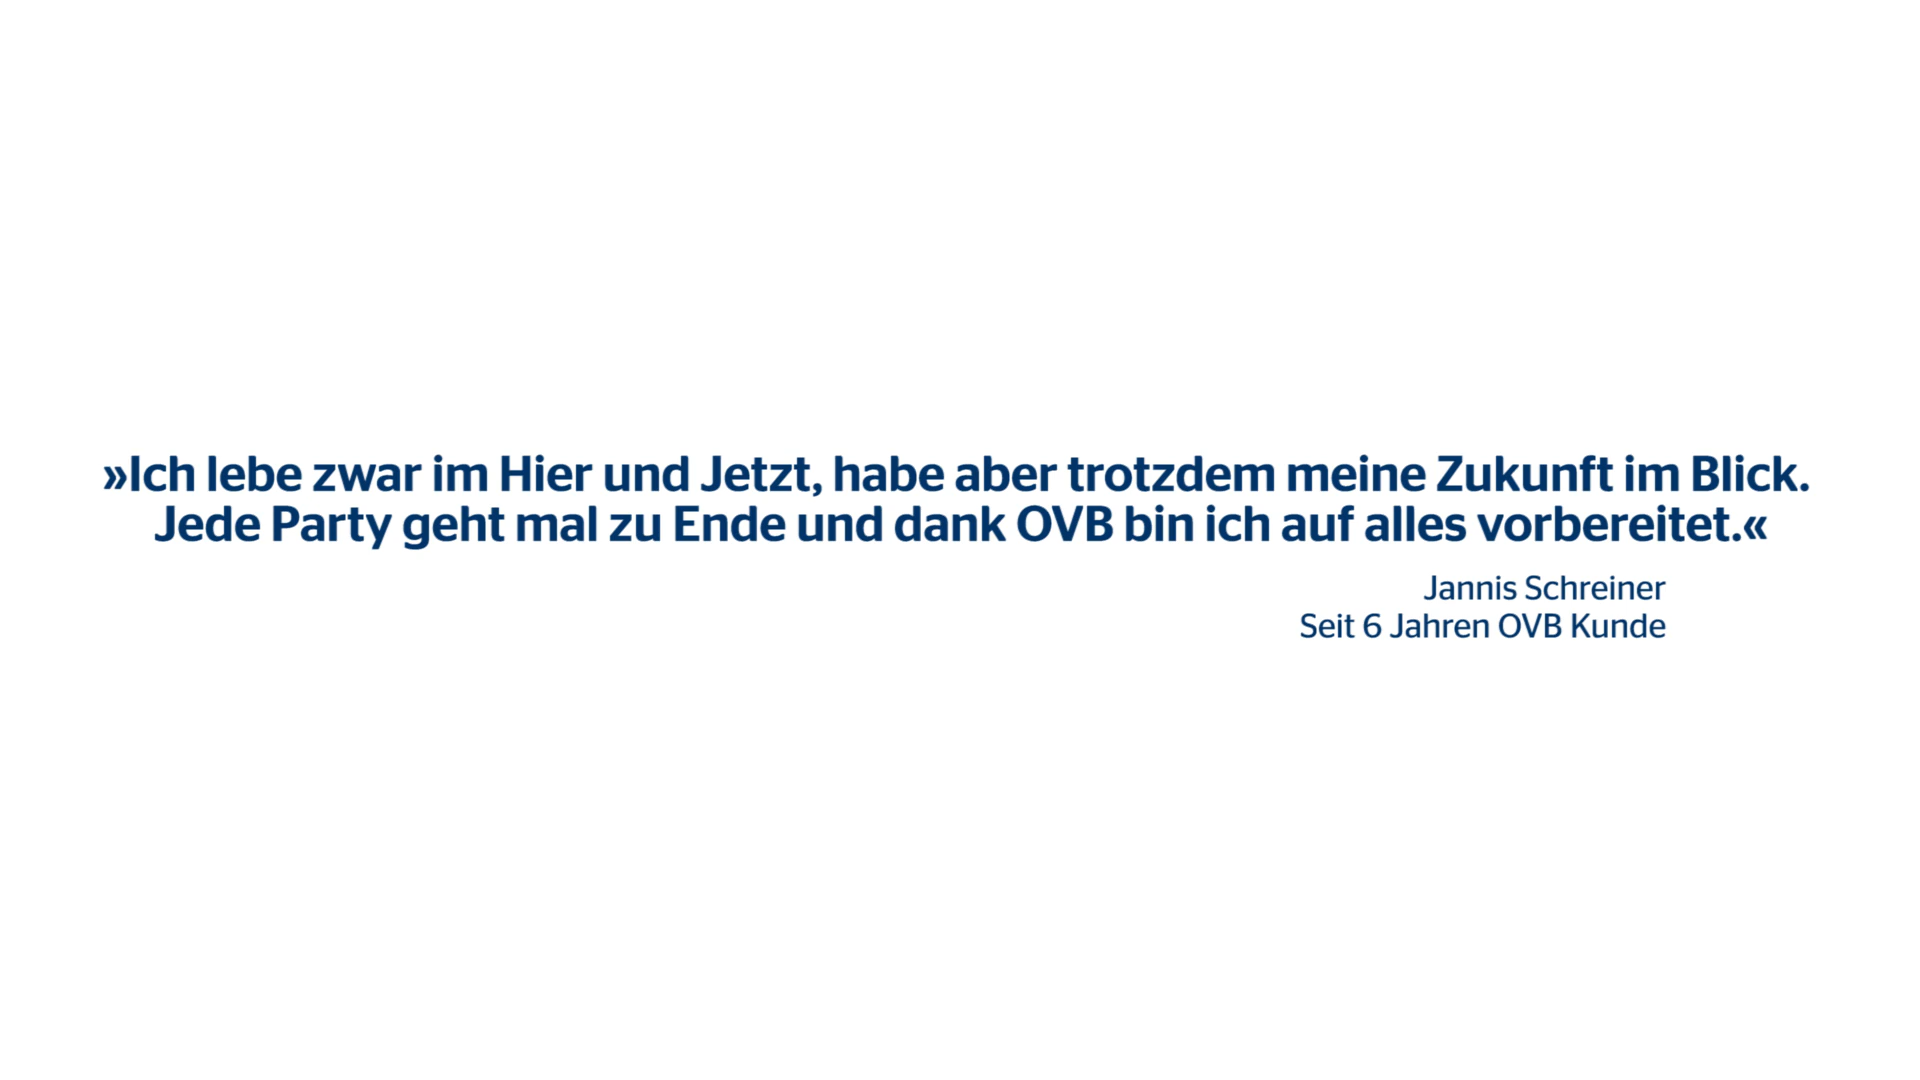 »Ich lebe zwar im Hier und Jetzt, habe aber trotzdem meine Zukunft im Blick.
Jede Party geht mal zu Ende und dank OVB bin ich auf alles vorbereitet.«
Jannis Schreiner
Seit 6 Jahren OVB Kunde